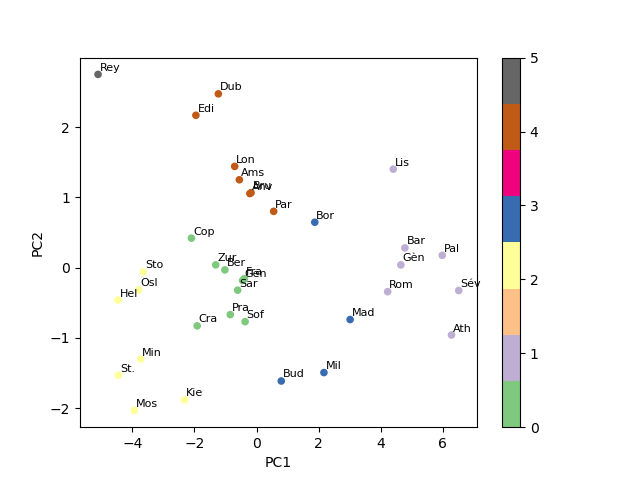 Rey
Dub
Edi
Lon
Ams
Anv
Par
Bor
Lis
Cop
Bar
Pal
Gèn
Zur
Ber
Sto
Osl
Hel
Gen
Sar
Rom
Sév
Pra
Sof
Cra
Mad
Ath
Min
St.
Mil
Bud
Kie
Mos
2
1
0
−1
−2
PC2
−4
−2
0
2
4
6
PC1
5
4
3
2
1
0